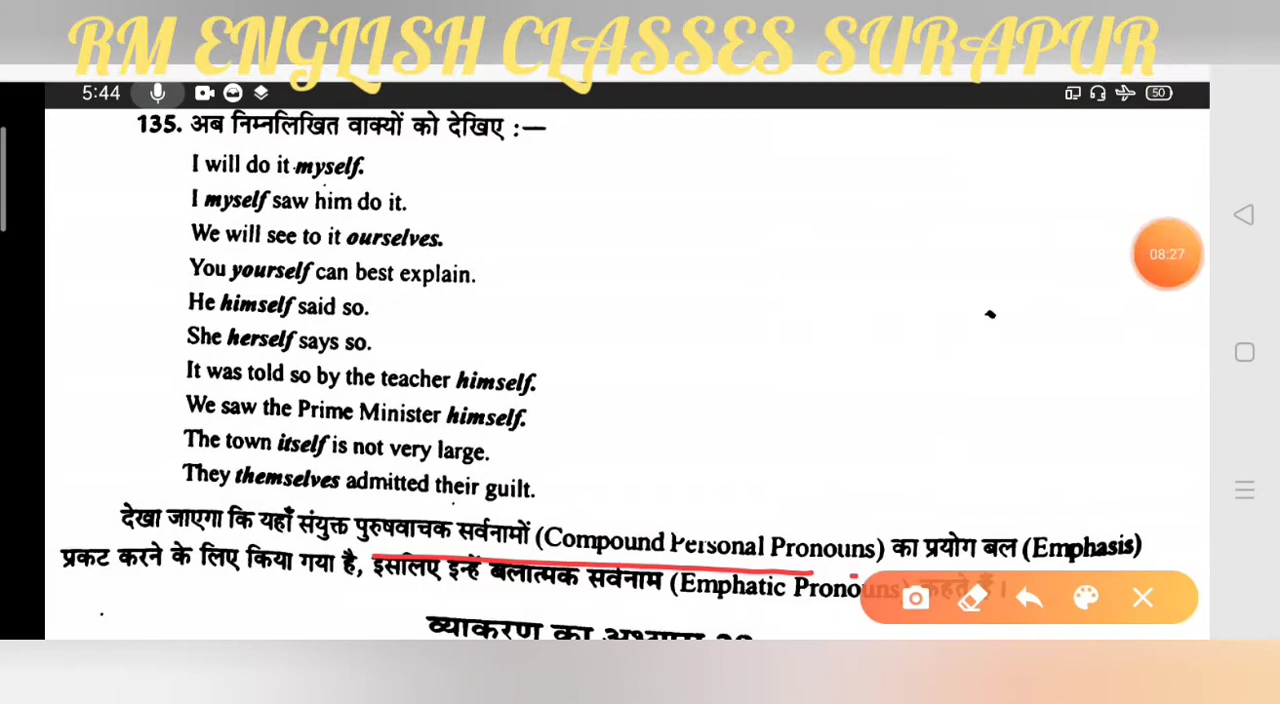 RM ENGLISH CLASSES SURAPUR
5:44
50
135. अब निम्नलिखित वाक्यों को देखिए :—
I will do it myself.
I myself saw him do it.
We will see to it ourselves.
08:27
You yourself can best explain.
He himself said so.
She herself says so.
It was told so by the teacher himself.
We saw the Prime Minister himself.
The town itself is not very large.
They themselves admitted their guilt.
देखा जाएगा कि यहाँ संयुक्त पुरुषवाचक सर्वनामों (Compound Personal Pronouns) का प्रयोग बल (Emphasis)
प्रकट करने के लिए किया गया है, इसलिए इन्हें बलात्मक सर्वनाम (Emphatic Pronouns) कहते हैं।
व्याकरण का अभ्यास